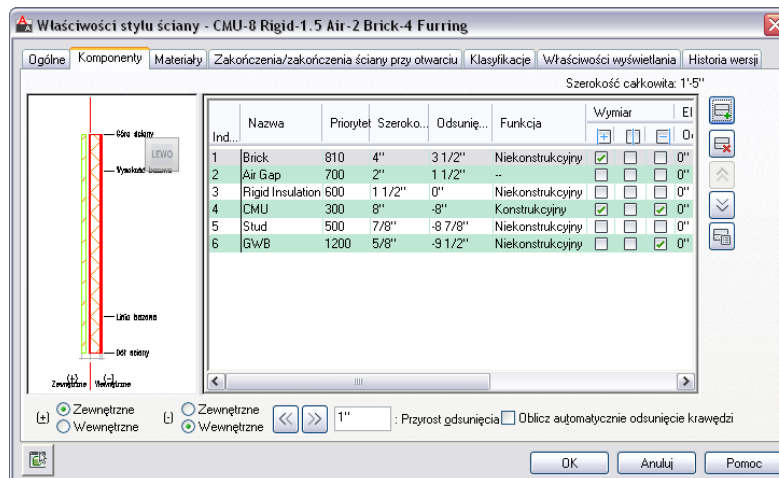 Właściwości stylu ściany - CMU-8 Rigid-1.5 Air-2 Brick-4 Furring
Ogólne Komponenty Materiały Zakończenia/zakończenia ściany przy otwarciu Klasyfikacje Właściwości wyświetlania Historia wersji
Szerokość całkowita: 1'-5"
Ind... Nazwa Priorytet Szeroko... Odsunię... Funkcja Wymiar El
1 Brick 810 4" 3 1/2" Niekonstrukcyjny 0"
2 Air Gap 700 2" 1 1/2" -- 0"
3 Rigid Insulation 600 1 1/2" 0" Niekonstrukcyjny 0"
4 CMU 300 8" -8" Konstrukcyjny 0"
5 Stud 500 7/8" -8 7/8" Niekonstrukcyjny 0"
6 GWB 1200 5/8" -9 1/2" Niekonstrukcyjny 0"
Góra ściany
LEWO
Wysokość bazowa
Linia bazowa
Dół ściany
(+) (-)
Zewnętrzne Wewnętrzne
(+) Zewnętrzne Wewnętrzne
(-) Zewnętrzne Wewnętrzne
1" : Przyrost odsunięcia Oblicz automatycznie odsunięcie krawędzi
OK Anuluj Pomoc